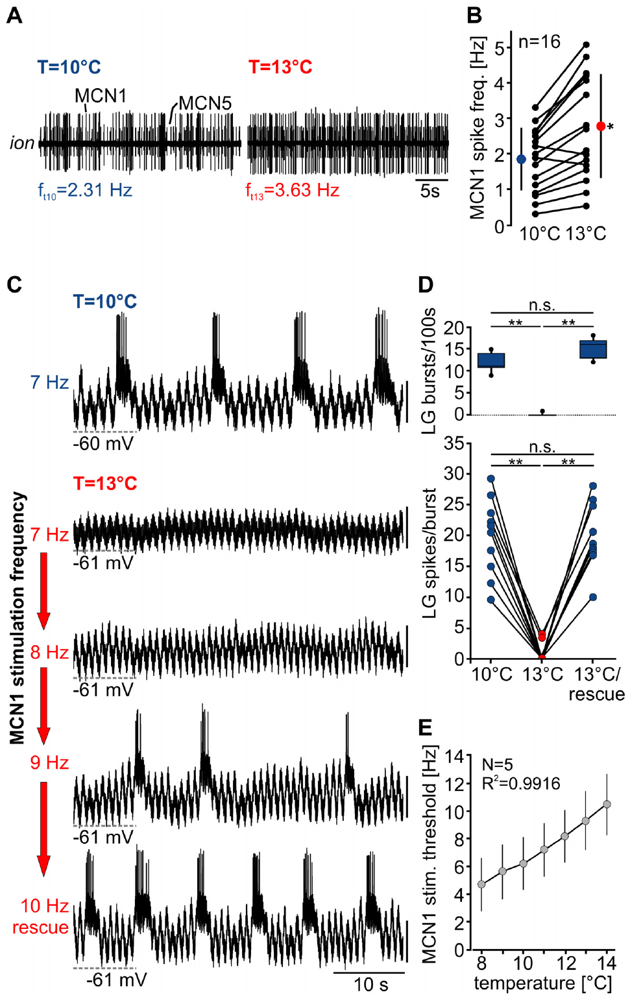 A
T=10°C
T=13°C
MCN1
MCN5
ion
f_t10=2.31 Hz
f_t13=3.63 Hz
5s
B
n=16
MCN1 spike freq. [Hz]
5
4
3
2
1
0
*
10°C 13°C
C
T=10°C
7 Hz
-60 mV
T=13°C
MCN1 stimulation frequency
7 Hz
-61 mV
8 Hz
-61 mV
9 Hz
-61 mV
10 Hz
rescue
-61 mV
10 s
D
n.s.
** **
LG bursts/100s
20
15
10
5
0
n.s.
** **
LG spikes/burst
35
30
25
20
15
10
5
0
10°C 13°C 13°C/
rescue
E
N=5
R²=0.9916
MCN1 stim. threshold [Hz]
14
12
10
8
6
4
2
0
8 10 12 14
temperature [°C]